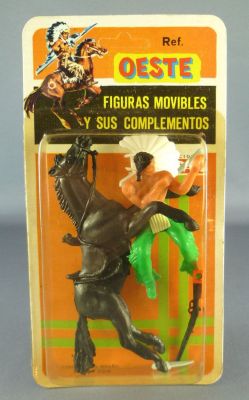 Ref.
OESTE
FIGURAS MOVIBLES
Y SUS COMPLEMENTOS